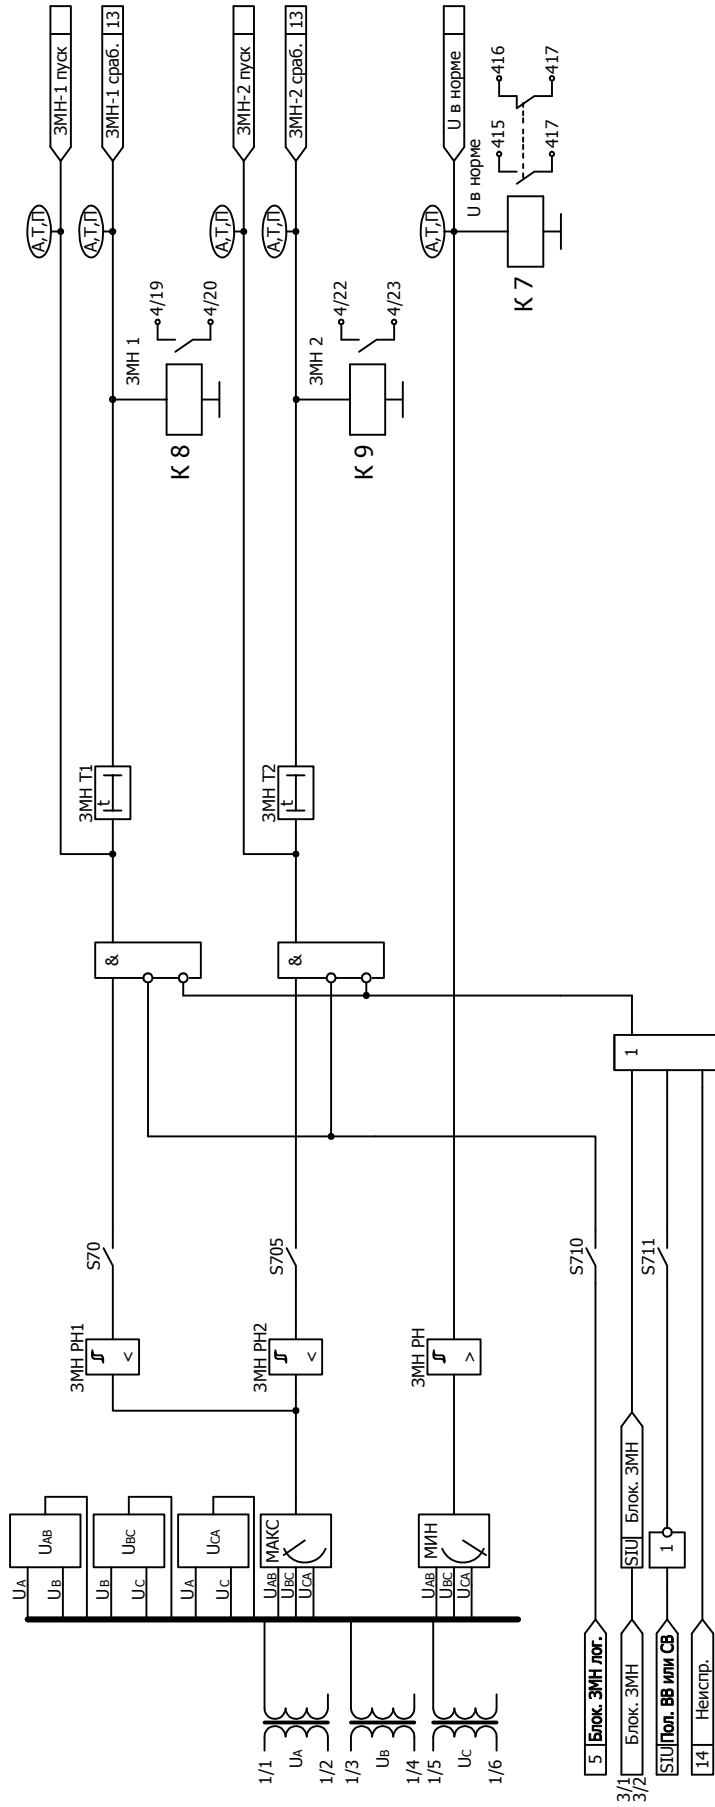 ЗМН-1 пуск
ЗМН-1 сраб. 13
ЗМН-2 пуск
ЗМН-2 сраб. 13
U в норме
А,Т,П
А,Т,П
А,Т,П
А,Т,П
А,Т,П
U в норме
415
417
416
417
К 7
ЗМН 1
4/19
4/20
К 8
ЗМН 2
4/22
4/23
К 9
ЗМН Т1
t
ЗМН Т2
t
&
&
1
S70
S705
S710
S711
ЗМН РН1
<
ЗМН РН2
<
ЗМН РН
>
UAB
UBC
UCA
UA
UB
UB
UC
UA
UC
МАКС
UAB
UBC
UCA
МИН
UAB
UBC
UCA
SIU Блок. ЗМН
1
1/1
UA
1/2
1/3
UB
1/4
1/5
UC
1/6
5 Блок. ЗМН лог.
3/1
3/2
Блок. ЗМН
SIU Пол. ВВ или СВ
14 Неиспр.